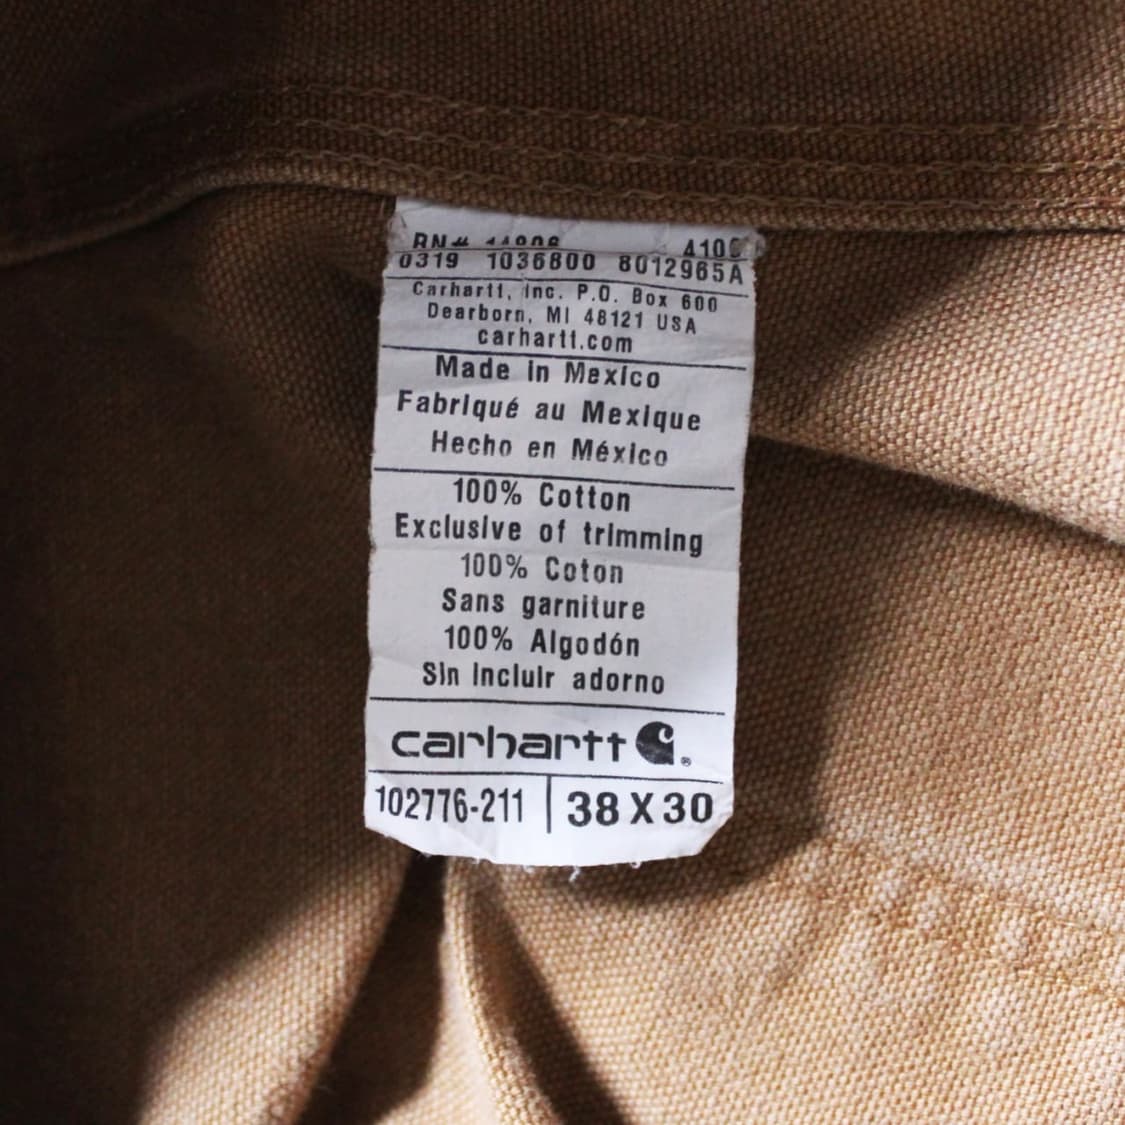 RN# 14806
0319 1036800 8012965A
Carhartt, Inc. P.O. Box 600
Dearborn, MI 48121 USA
carhartt.com
Made in Mexico
Fabriqué au Mexique
Hecho en México
100% Cotton
Exclusive of trimming
100% Coton
Sans garniture
100% Algodón
Sin incluir adorno
carhartt ®
102776-211 38 X 30